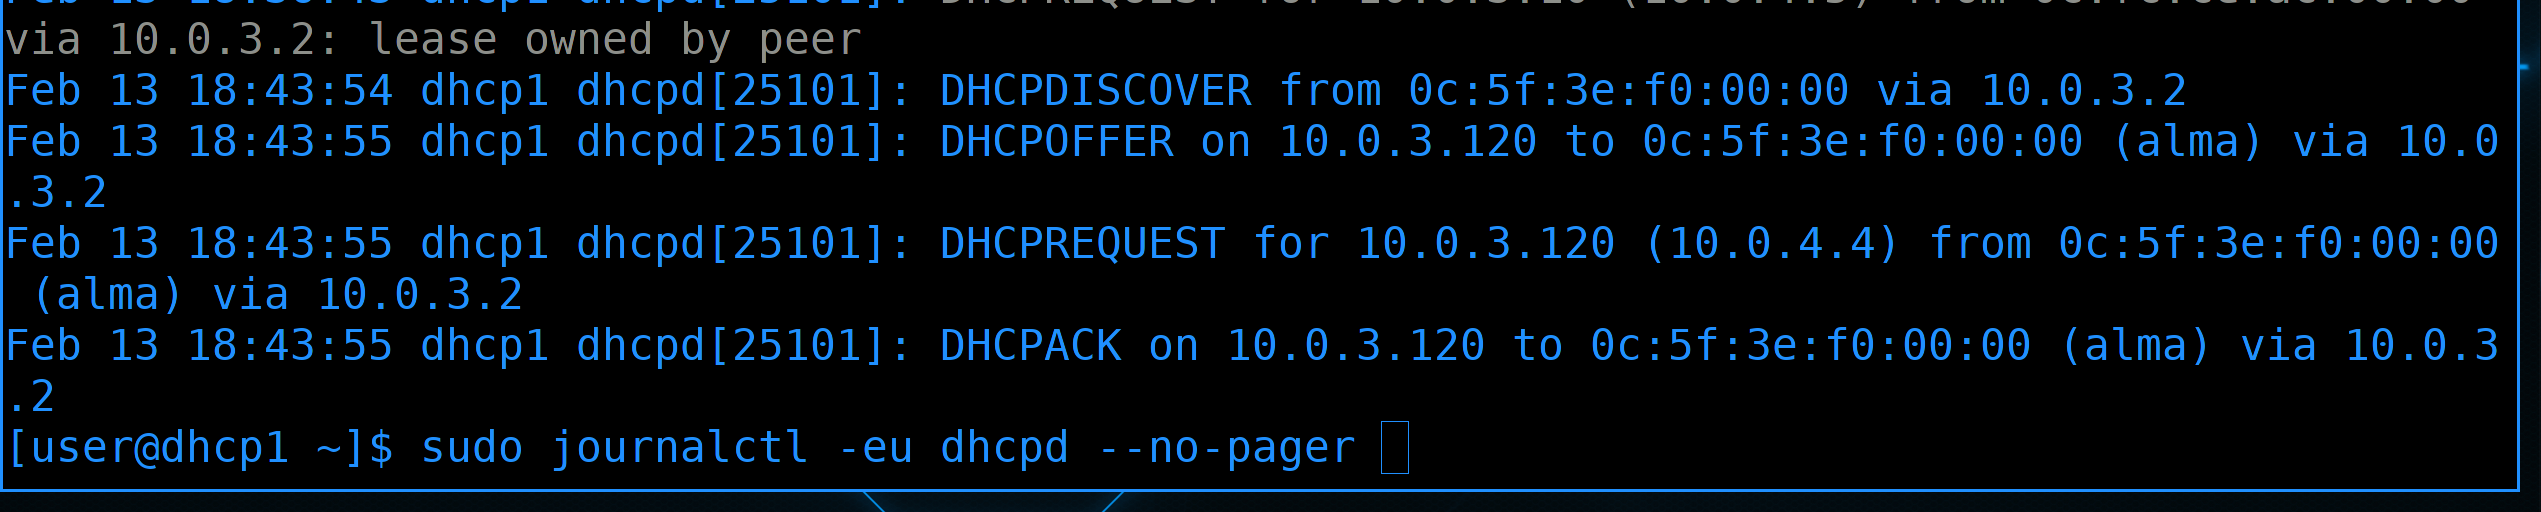 via 10.0.3.2: lease owned by peer
Feb 13 18:43:54 dhcp1 dhcpd[25101]: DHCPDISCOVER from 0c:5f:3e:f0:00:00 via 10.0.3.2
Feb 13 18:43:55 dhcp1 dhcpd[25101]: DHCPOFFER on 10.0.3.120 to 0c:5f:3e:f0:00:00 (alma) via 10.0
.3.2
Feb 13 18:43:55 dhcp1 dhcpd[25101]: DHCPREQUEST for 10.0.3.120 (10.0.4.4) from 0c:5f:3e:f0:00:00
 (alma) via 10.0.3.2
Feb 13 18:43:55 dhcp1 dhcpd[25101]: DHCPACK on 10.0.3.120 to 0c:5f:3e:f0:00:00 (alma) via 10.0.3
.2
[user@dhcp1 ~]$ sudo journalctl -eu dhcpd --no-pager